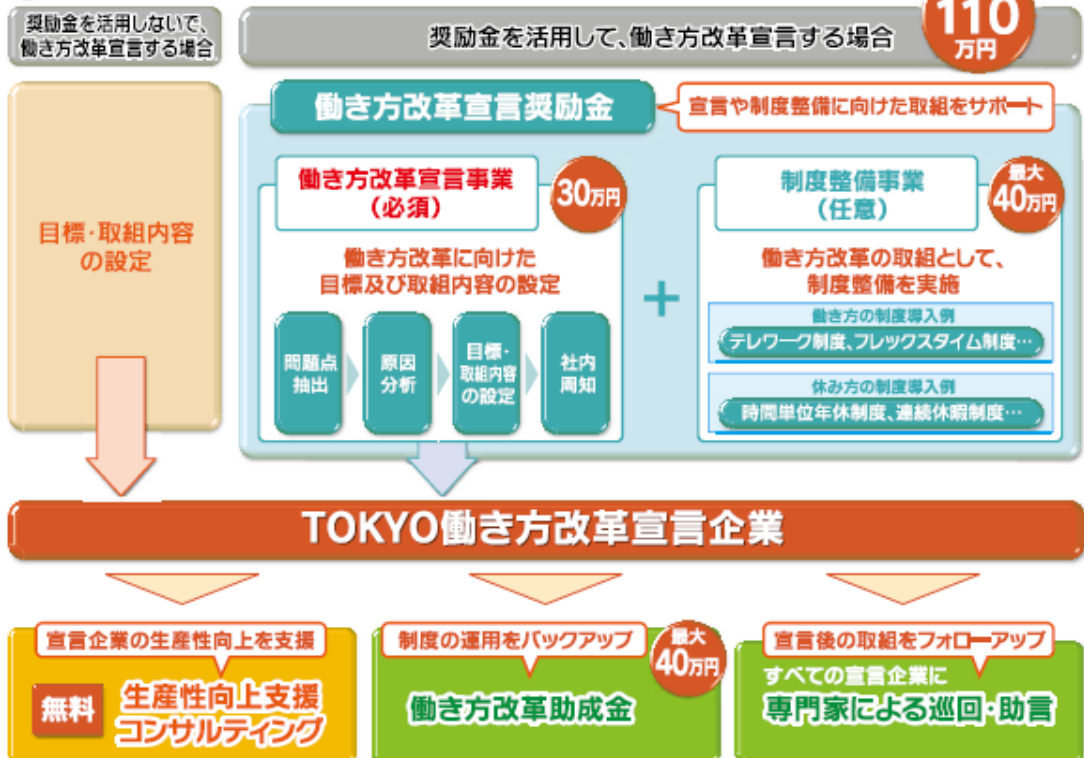 奨励金を活用しないで、
働き方改革宣言する場合
奨励金を活用して、働き方改革宣言する場合
110
万円
目標・取組内容
の設定
働き方改革宣言奨励金
宣言や制度整備に向けた取組をサポート
働き方改革宣言事業
（必須）
30万円
働き方改革に向けた
目標及び取組内容の設定
問題点
抽出
原因
分析
目標・
取組内容
の設定
社内
周知
＋
制度整備事業
（任意）
最大
40万円
働き方改革の取組として、
制度整備を実施
働き方の制度導入例
テレワーク制度、フレックスタイム制度…
休み方の制度導入例
時間単位年休制度、連続休暇制度…
TOKYO働き方改革宣言企業
宣言企業の生産性向上を支援
無料
生産性向上支援
コンサルティング
制度の運用をバックアップ
最大
40万円
働き方改革助成金
宣言後の取組をフォローアップ
すべての宣言企業に
専門家による巡回・助言